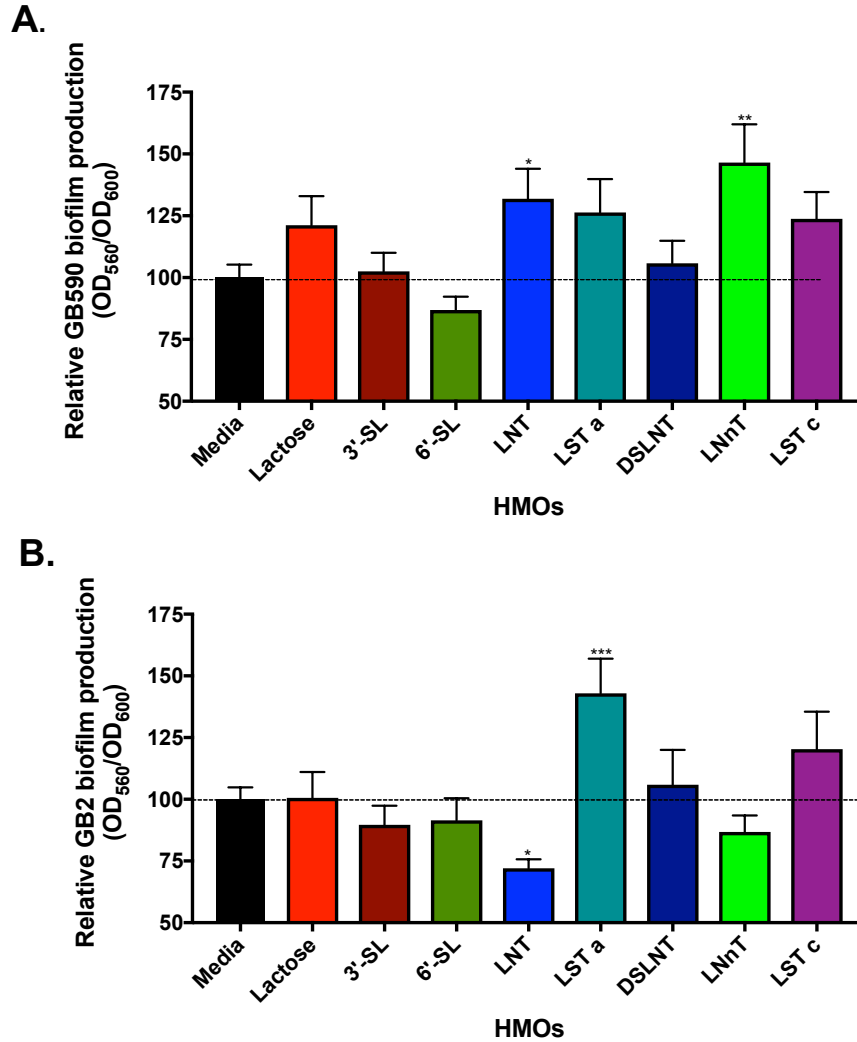 A.
Relative GB590 biofilm production
(OD560/OD600)
175
150
125
100
75
50
*
**
Media
Lactose
3'-SL
6'-SL
LNT
LST a
DSLNT
LNnT
LST c
HMOs
B.
Relative GB2 biofilm production
(OD560/OD600)
175
150
125
100
75
50
***
*
Media
Lactose
3'-SL
6'-SL
LNT
LST a
DSLNT
LNnT
LST c
HMOs